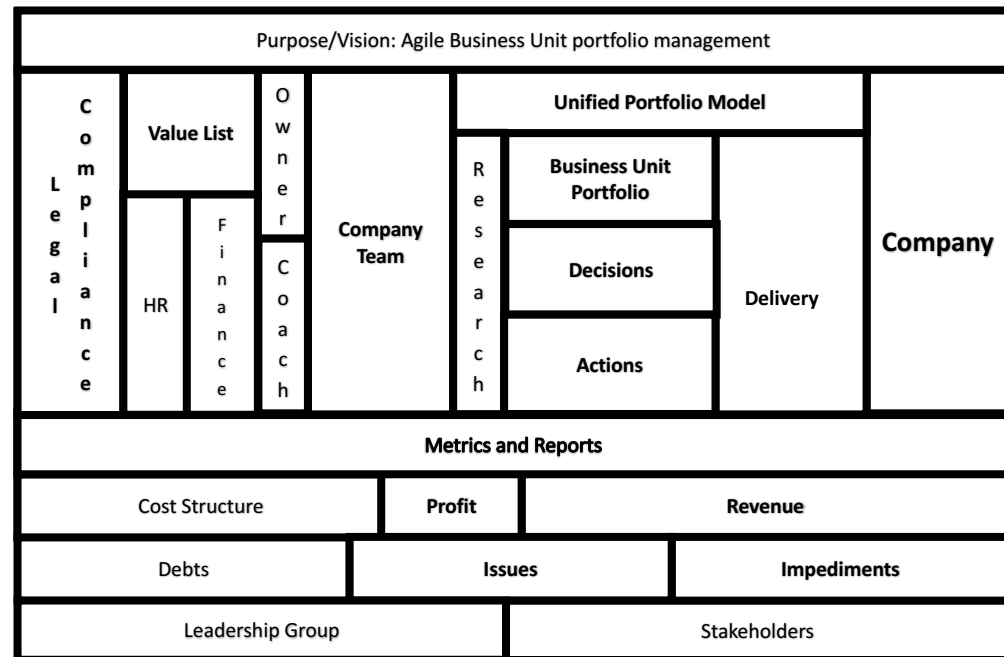 Purpose/Vision: Agile Business Unit portfolio management
Legal
Compliance
Value List
HR
Finance
Owner
Coach
Company
Team
Unified Portfolio Model
Research
Business Unit
Portfolio
Decisions
Actions
Delivery
Company
Metrics and Reports
Cost Structure
Profit
Revenue
Debts
Issues
Impediments
Leadership Group
Stakeholders